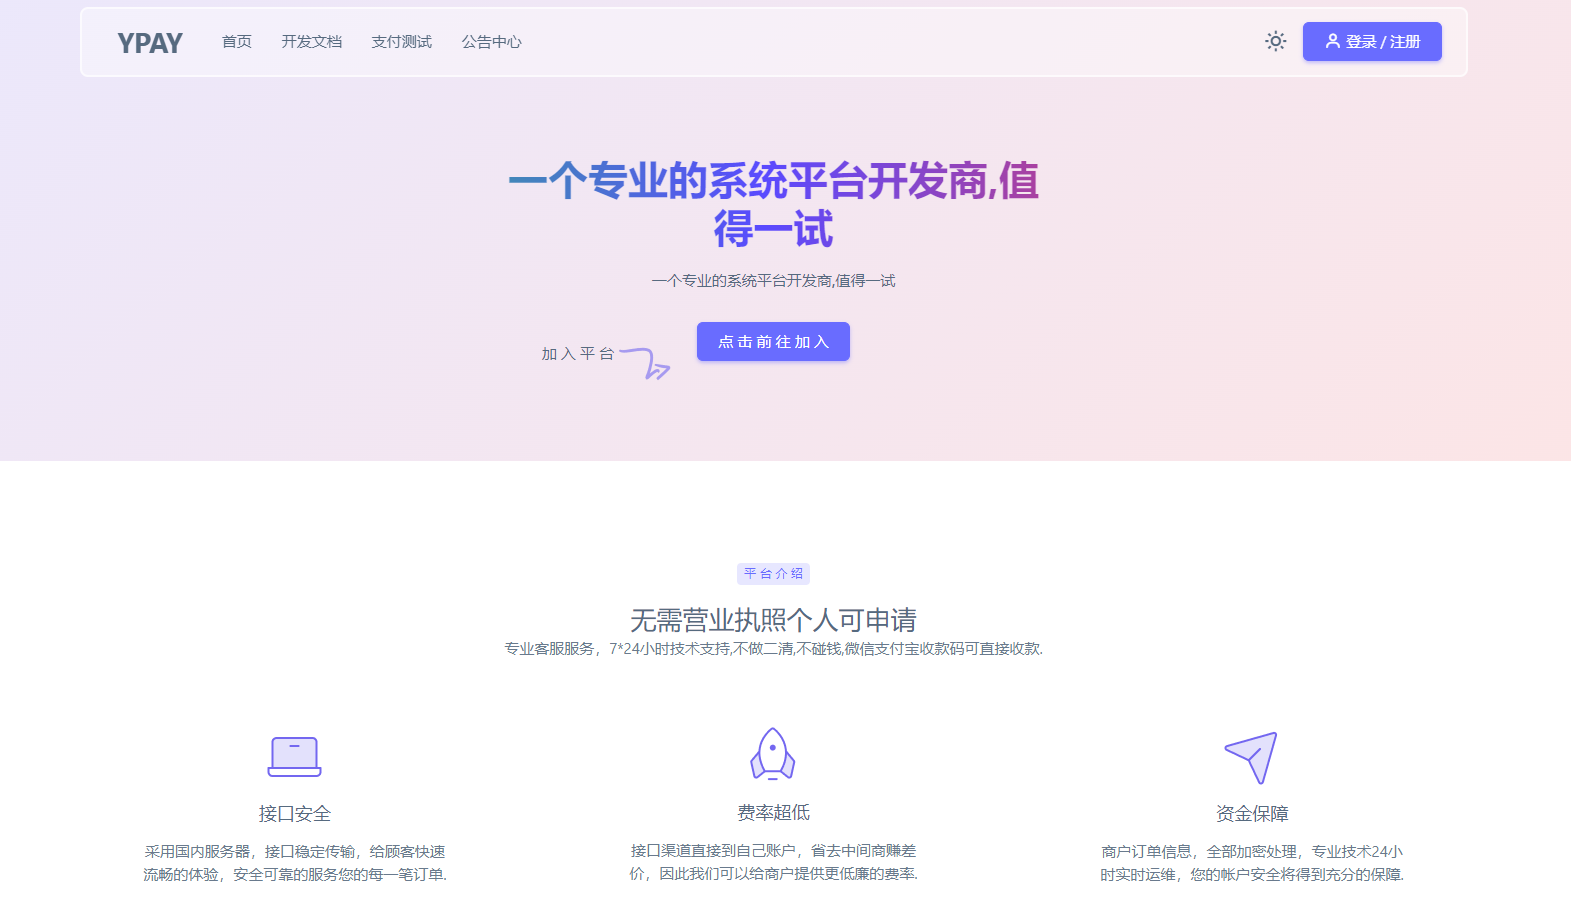 YPAY 首页 开发文档 支付测试 公告中心 登录 / 注册
一个专业的系统平台开发商,值
得一试
一个专业的系统平台开发商,值得一试
点击前往加入
加入平台
平台介绍
无需营业执照个人可申请
专业客服服务，7*24小时技术支持,不做二清,不碰钱,微信支付宝收款码可直接收款.
接口安全
采用国内服务器，接口稳定传输，给顾客快速
流畅的体验，安全可靠的服务您的每一笔订单.
费率超低
接口渠道直接到自己账户，省去中间商赚差
价，因此我们可以给商户提供更低廉的费率.
资金保障
商户订单信息，全部加密处理，专业技术24小
时实时运维，您的帐户安全将得到充分的保障.